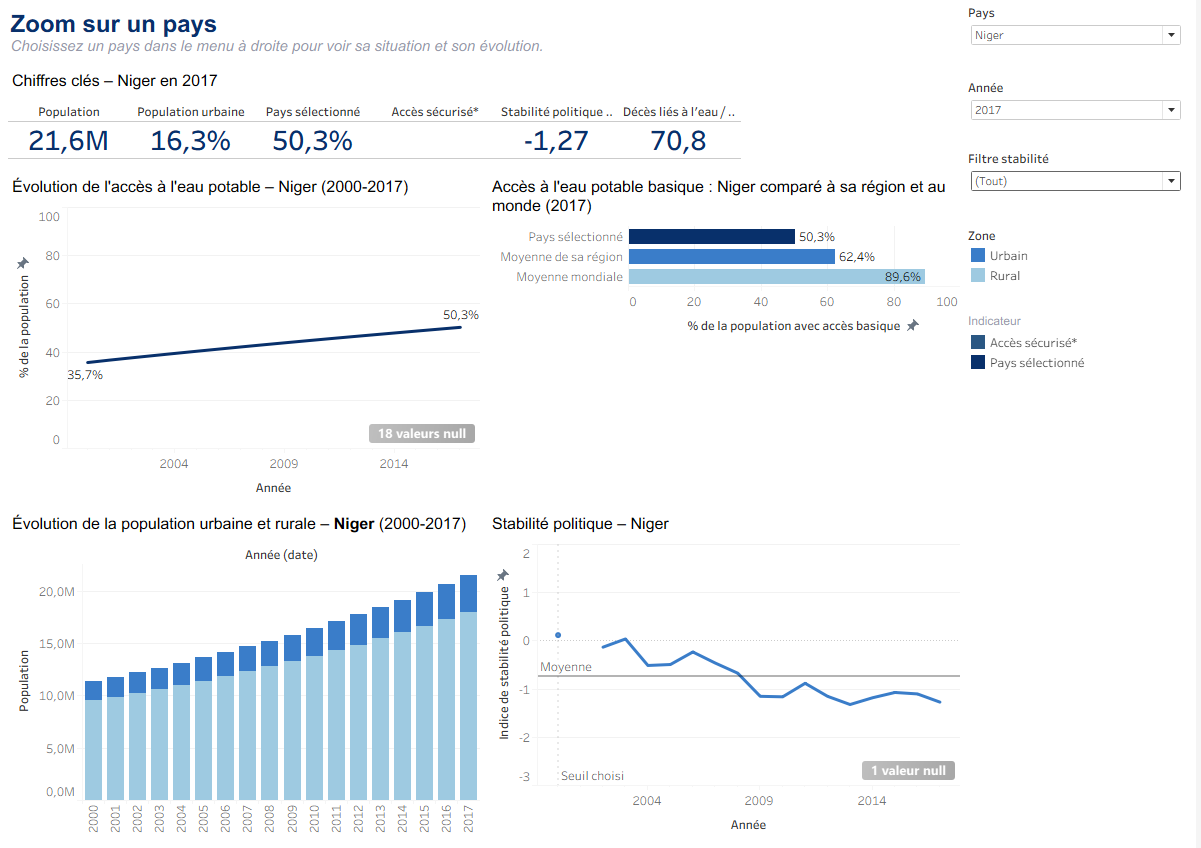 Zoom sur un pays
Choisissez un pays dans le menu à droite pour voir sa situation et son évolution.
Chiffres clés – Niger en 2017
Population Population urbaine Pays sélectionné Accès sécurisé* Stabilité politique .. Décès liés à l'eau / ..
21,6M 16,3% 50,3% -1,27 70,8
Pays
Niger
Année
2017
Filtre stabilité
(Tout)
Zone
Urbain
Rural
Indicateur
Accès sécurisé*
Pays sélectionné
Évolution de l'accès à l'eau potable – Niger (2000-2017)
% de la population
100
80
60
40
20
0
35,7%
50,3%
18 valeurs null
2004 2009 2014
Année
Accès à l'eau potable basique : Niger comparé à sa région et au
monde (2017)
Pays sélectionné 50,3%
Moyenne de sa région 62,4%
Moyenne mondiale 89,6%
0 20 40 60 80 100
% de la population avec accès basique
Évolution de la population urbaine et rurale – Niger (2000-2017)
Année (date)
Population
20,0M
15,0M
10,0M
5,0M
0,0M
2000 2001 2002 2003 2004 2005 2006 2007 2008 2009 2010 2011 2012 2013 2014 2015 2016 2017
Stabilité politique – Niger
Indice de stabilité politique
2
1
0
-1
-2
-3
Moyenne
Seuil choisi
1 valeur null
2004 2009 2014
Année